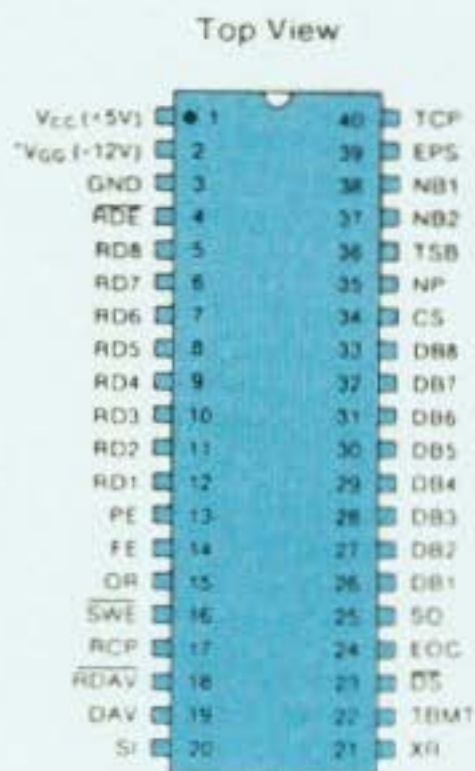 Top View
VCC (+5V) 1 40 TCP
*VGG (-12V) 2 39 EPS
GND 3 38 NB1
RDE 4 37 NB2
RD8 5 36 TSB
RD7 6 35 NP
RD6 7 34 CS
RD5 8 33 DB8
RD4 9 32 DB7
RD3 10 31 DB6
RD2 11 30 DB5
RD1 12 29 DB4
PE 13 28 DB3
FE 14 27 DB2
OR 15 26 DB1
SWE 16 25 SO
RCP 17 24 EOC
RDAV 18 23 DS
DAV 19 22 TBMT
SI 20 21 XR